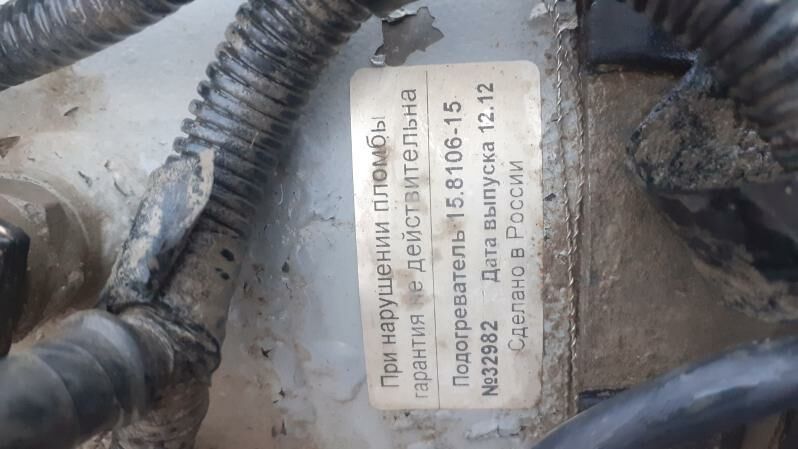 При нарушении пломбы
гарантия не действительна
Подогреватель 15.8106-15
№32982 Дата выпуска 12.12
Сделано в России